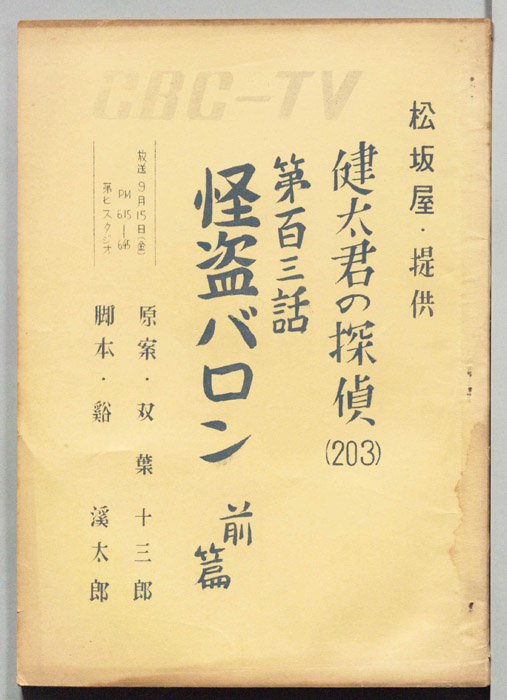 CBC-TV
松坂屋・提供
健太君の探偵
(203)
第百三話
怪盗バロン
前篇
放送 9月15日(金)
PM 6.15―6.45
第七スタジオ
原案・双葉十三郎
脚本・谿渓太郎